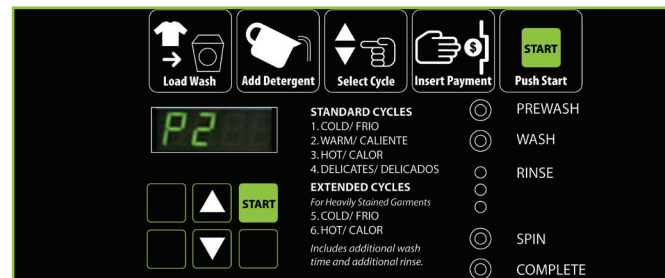 START
Load Wash
Add Detergent
Select Cycle
Insert Payment
Push Start
$
P2
STANDARD CYCLES
1. COLD/ FRIO
2. WARM/ CALIENTE
3. HOT/ CALOR
4. DELICATES/ DELICADOS
EXTENDED CYCLES
For Heavily Stained Garments
5. COLD/ FRIO
6. HOT/ CALOR
Includes additional wash
time and additional rinse.
PREWASH
WASH
RINSE
SPIN
COMPLETE
START